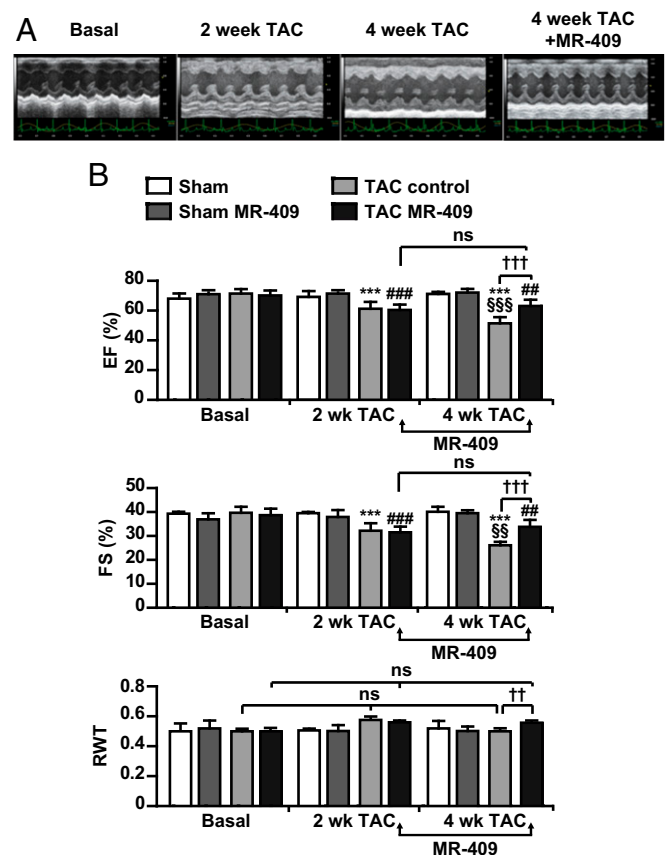 A
Basal
2 week TAC
4 week TAC
4 week TAC
+MR-409
B
Sham
TAC control
Sham MR-409
TAC MR-409
ns
†††
EF (%)
80
60
40
20
0
***
###
***
§§§
##
Basal
2 wk TAC
4 wk TAC
MR-409
ns
†††
FS (%)
50
40
30
20
10
0
***
###
***
§§
##
Basal
2 wk TAC
4 wk TAC
MR-409
ns
ns
††
RWT
0.8
0.6
0.4
0.2
0
Basal
2 wk TAC
4 wk TAC
MR-409